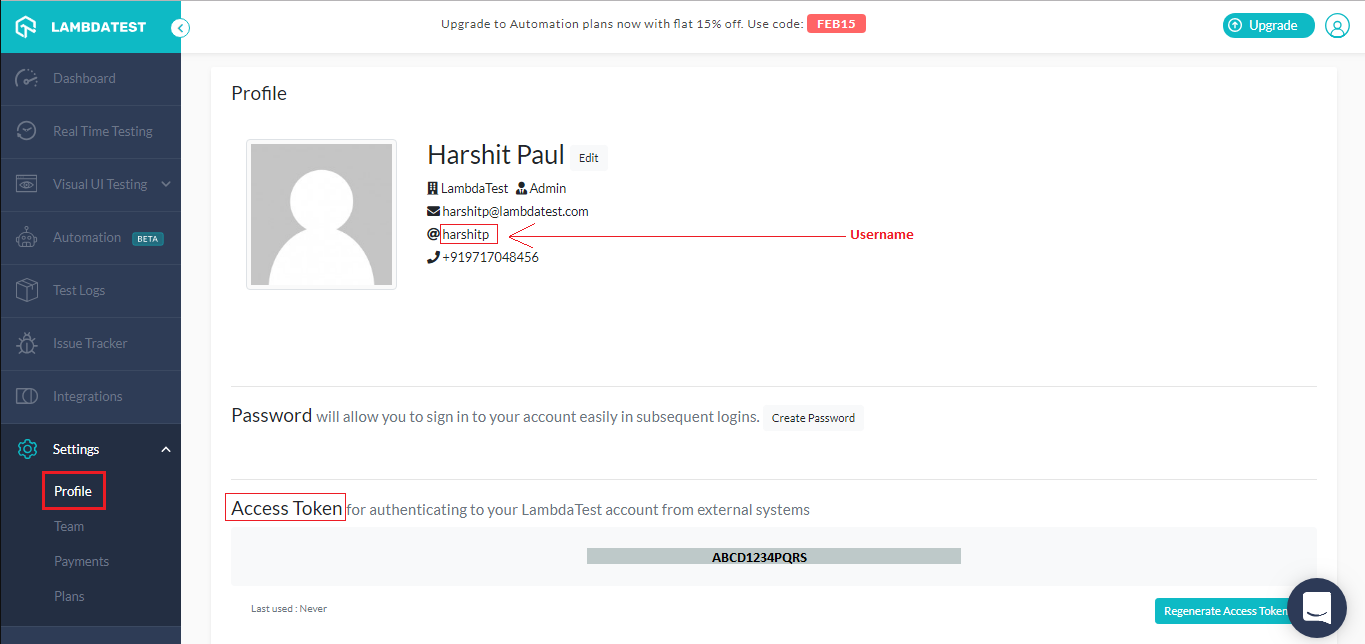 LAMBDATEST
Upgrade to Automation plans now with flat 15% off. Use code: FEB15
Upgrade
Dashboard
Real Time Testing
Visual UI Testing
Automation BETA
Test Logs
Issue Tracker
Integrations
Settings
Profile
Team
Payments
Plans
Profile
Harshit Paul Edit
LambdaTest Admin
harshitp@lambdatest.com
@harshitp
Username
+919717048456
Password will allow you to sign in to your account easily in subsequent logins. Create Password
Access Token for authenticating to your LambdaTest account from external systems
ABCD1234PQRS
Last used : Never
Regenerate Access Token